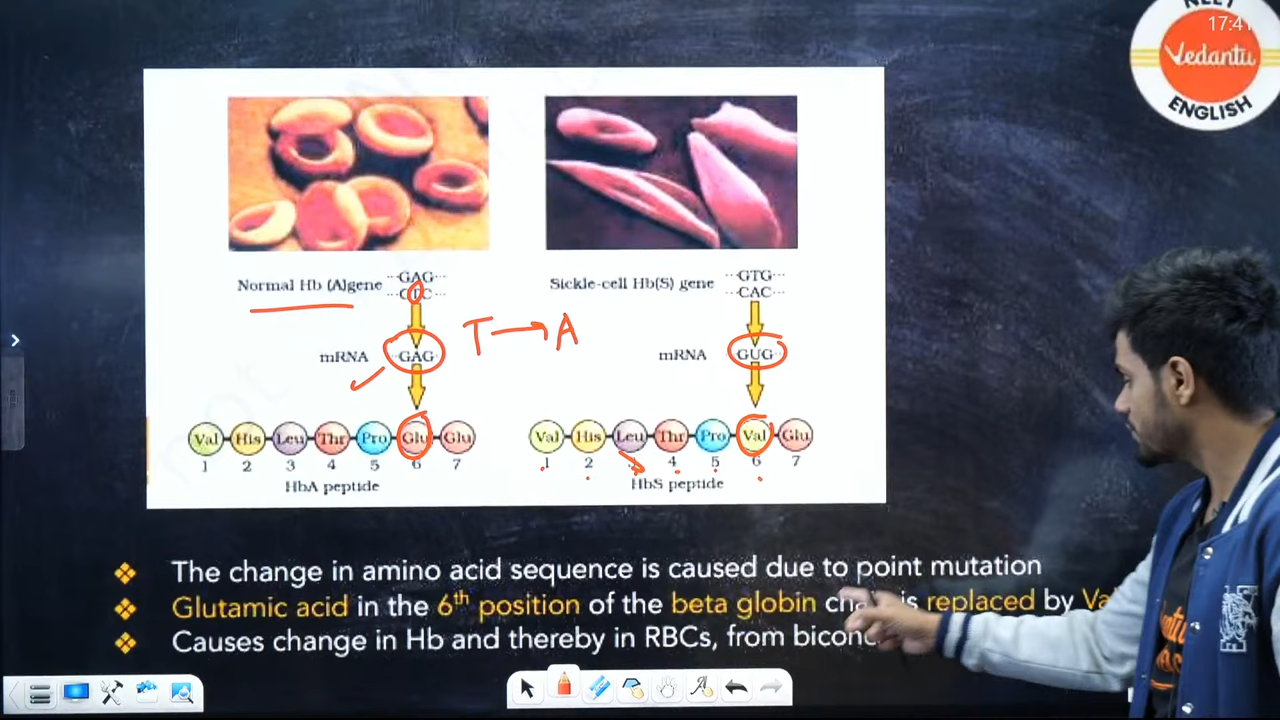 NEET
17:41
Vedantu
ENGLISH
Normal Hb (A)gene
··GAG··
··CTC··
Sickle-cell Hb(S) gene
··GTG··
··CAC··
T → A
mRNA
GAG
mRNA
GUG
Val His Leu Thr Pro Glu Glu
1 2 3 4 5 6 7
HbA peptide
Val His Leu Thr Pro Val Glu
1 2 4 5 6 7
HbS peptide
The change in amino acid sequence is caused due to point mutation
Glutamic acid in the 6th position of the beta globin is replaced by
Causes change in Hb and thereby in RBCs, from